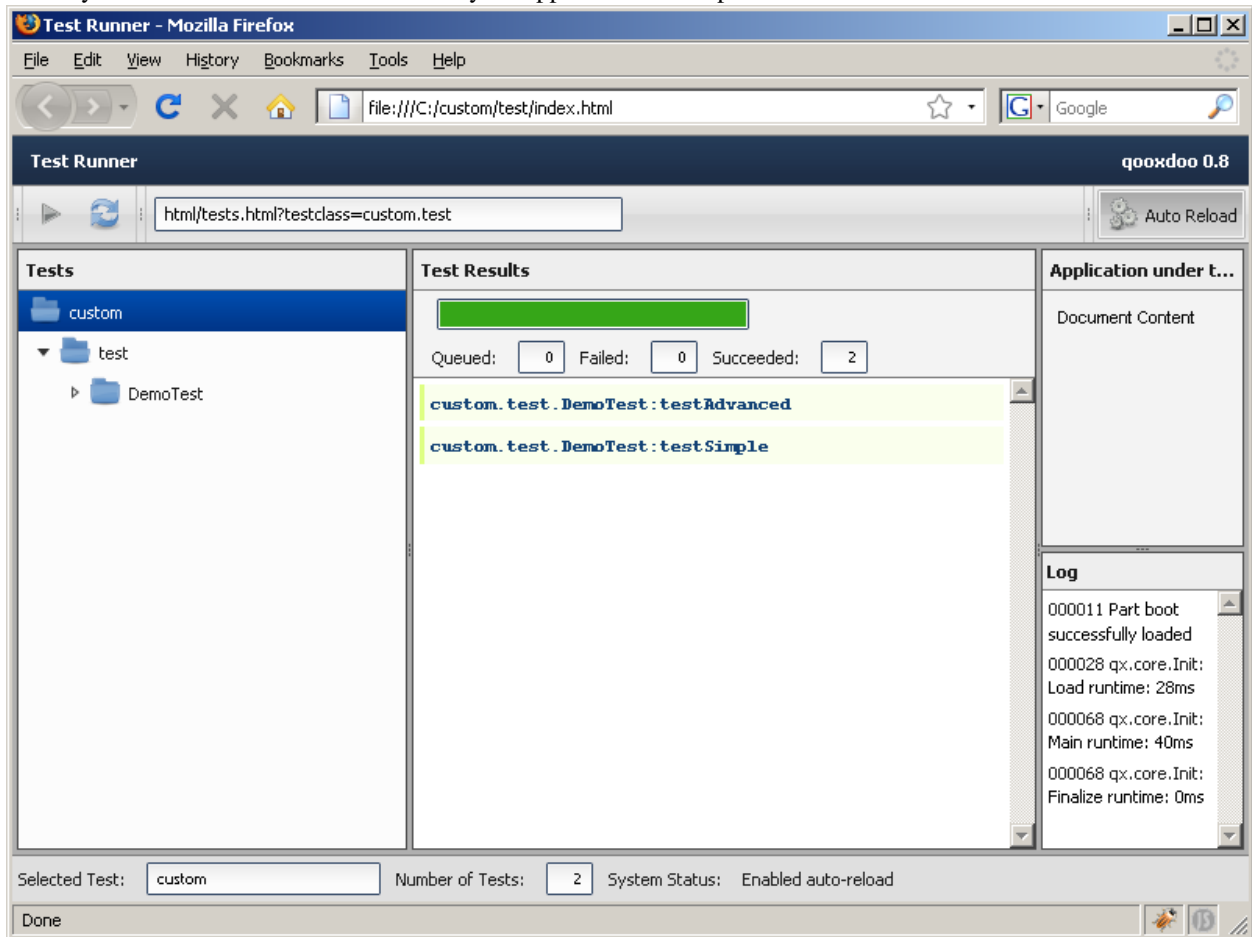 Test Runner - Mozilla Firefox
File Edit View History Bookmarks Tools Help
file:///C:/custom/test/index.html
G Google
Test Runner
qooxdoo 0.8
html/tests.html?testclass=custom.test
Auto Reload
Tests
custom
test
DemoTest
Test Results
Queued: 0 Failed: 0 Succeeded: 2
custom.test.DemoTest:testAdvanced
custom.test.DemoTest:testSimple
Application under t...
Document Content
Log
000011 Part boot
successfully loaded
000028 qx.core.Init:
Load runtime: 28ms
000068 qx.core.Init:
Main runtime: 40ms
000068 qx.core.Init:
Finalize runtime: 0ms
Selected Test: custom Number of Tests: 2 System Status: Enabled auto-reload
Done